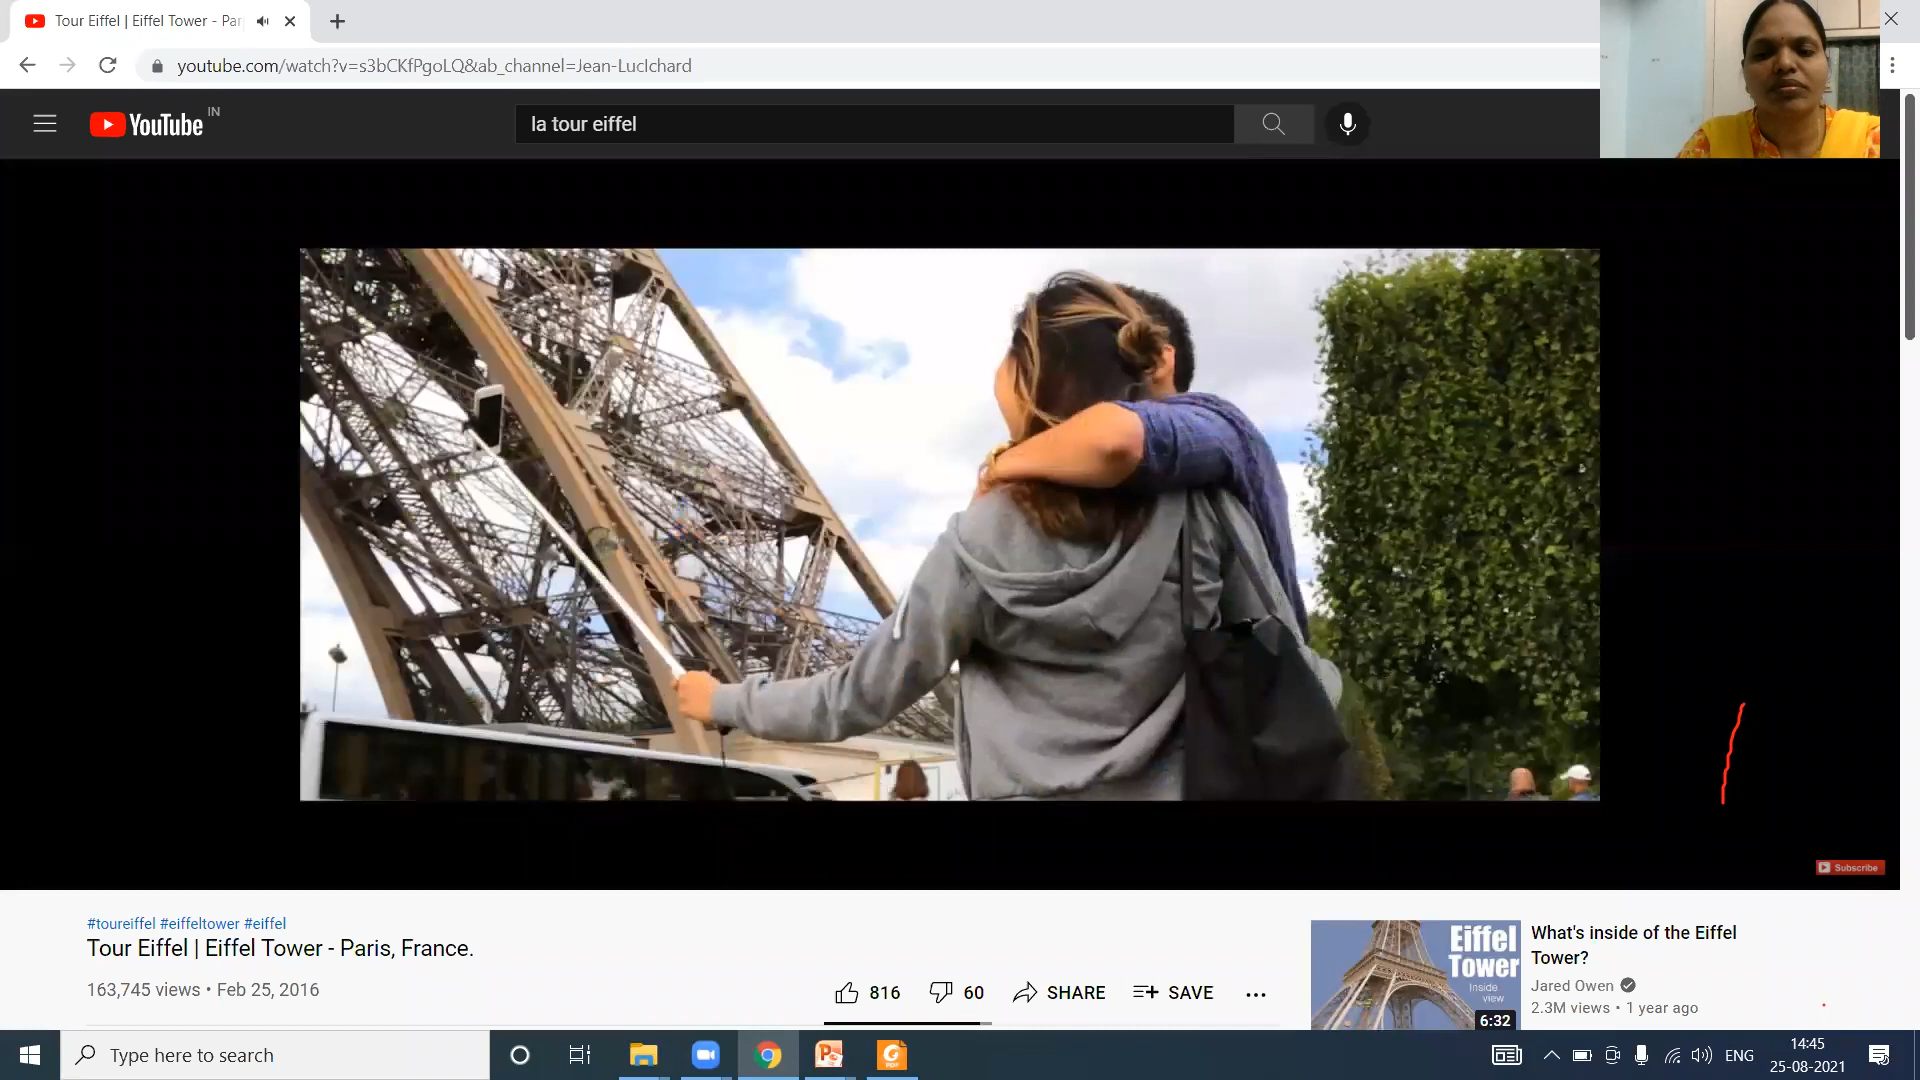 Tour Eiffel | Eiffel Tower - Par
youtube.com/watch?v=s3bCKfPgoLQ&ab_channel=Jean-LucIchard
YouTube IN
la tour eiffel
Subscribe
#toureiffel #eiffeltower #eiffel
Tour Eiffel | Eiffel Tower - Paris, France.
163,745 views • Feb 25, 2016
816
60
SHARE
SAVE
Eiffel
Tower
Inside
view
6:32
What's inside of the Eiffel
Tower?
Jared Owen
2.3M views • 1 year ago
Type here to search
ENG
14:45
25-08-2021